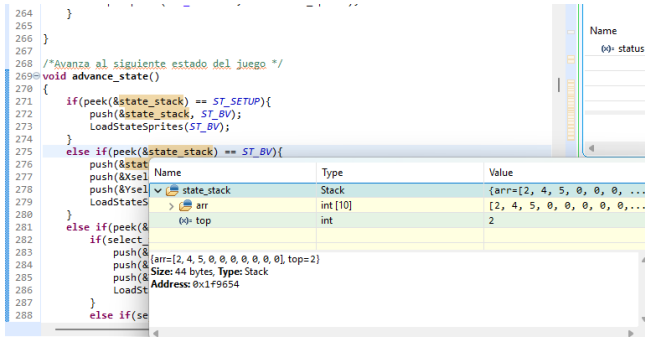 264 }
265
266 }
267
268 /*Avanza al siguiente estado del juego */
269 void advance_state()
270 {
271 if(peek(&state_stack) == ST_SETUP){
272 push(&state_stack, ST_BV);
273 LoadStateSprites(ST_BV);
274 }
275 else if(peek(&state_stack) == ST_BV){
276 push(&stat
277 push(&Xsel
278 push(&Ysel
279 LoadStateS
280 }
281 else if(peek(&
282 if(select_
283 push(&
284 push(&
285 push(&
286 LoadSt
287 }
288 else if(se
Name
(x)= status
Name Type Value
state_stack Stack {arr=[2, 4, 5, 0, 0, 0, ...
arr int [10] [2, 4, 5, 0, 0, 0, 0,...
(x)= top int 2
{arr=[2, 4, 5, 0, 0, 0, 0, 0, 0, 0], top=2}
Size: 44 bytes, Type: Stack
Address: 0x1f9654